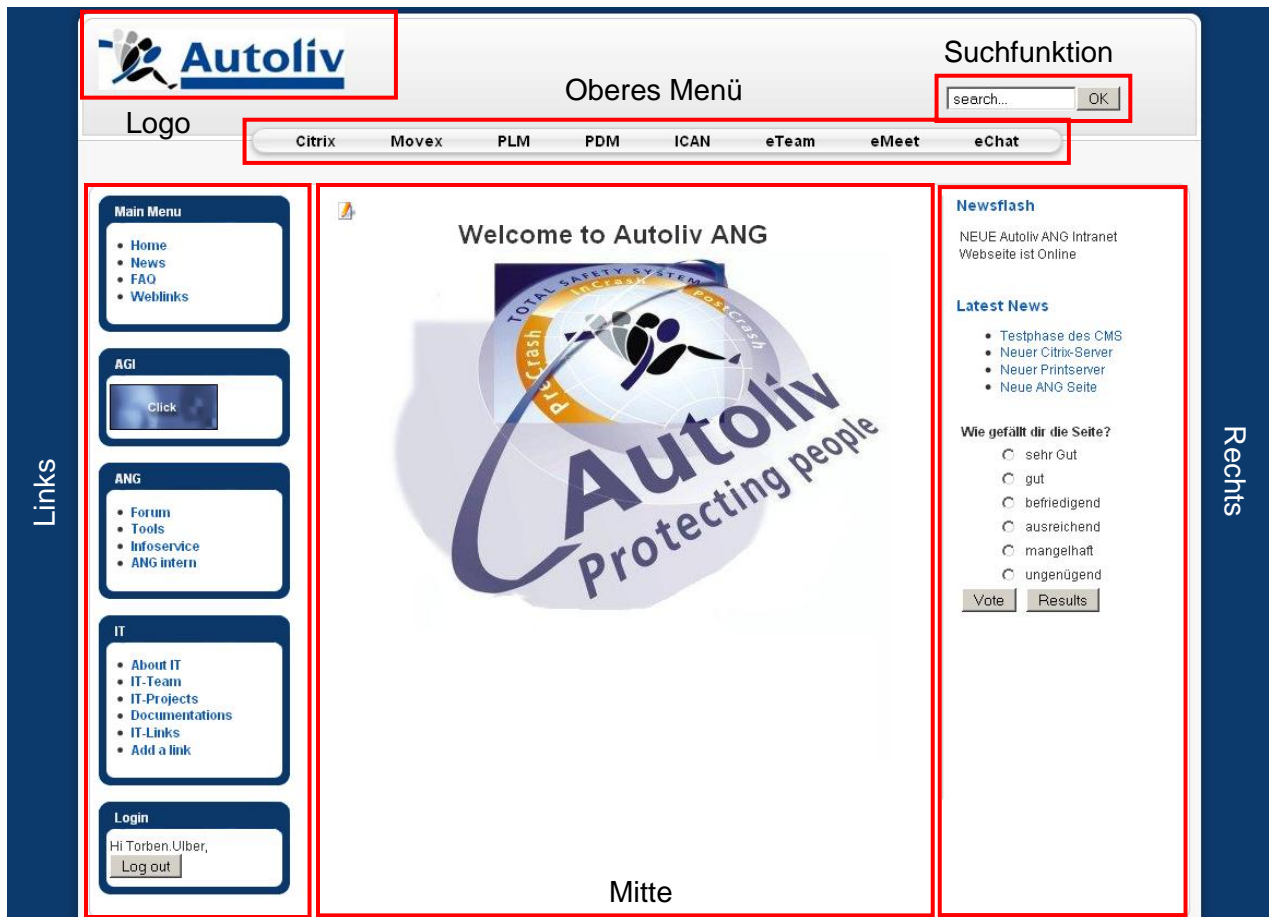 Autoliv
Logo
Oberes Menü
Suchfunktion
search...
OK
Citrix Movex PLM PDM ICAN eTeam eMeet eChat
Links
Main Menu
Home
News
FAQ
Weblinks
AGI
Click
ANG
Forum
Tools
Infoservice
ANG intern
IT
About IT
IT-Team
IT-Projects
Documentations
IT-Links
Add a link
Login
Hi Torben.Ulber,
Log out
Welcome to Autoliv ANG
TOTAL SAFETY SYSTEM
PreCrash InCrash PostCrash
Autoliv
Protecting people
Mitte
Newsflash
NEUE Autoliv ANG Intranet
Webseite ist Online
Latest News
Testphase des CMS
Neuer Citrix-Server
Neuer Printserver
Neue ANG Seite
Wie gefällt dir die Seite?
sehr Gut
gut
befriedigend
ausreichend
mangelhaft
ungenügend
Vote Results
Rechts